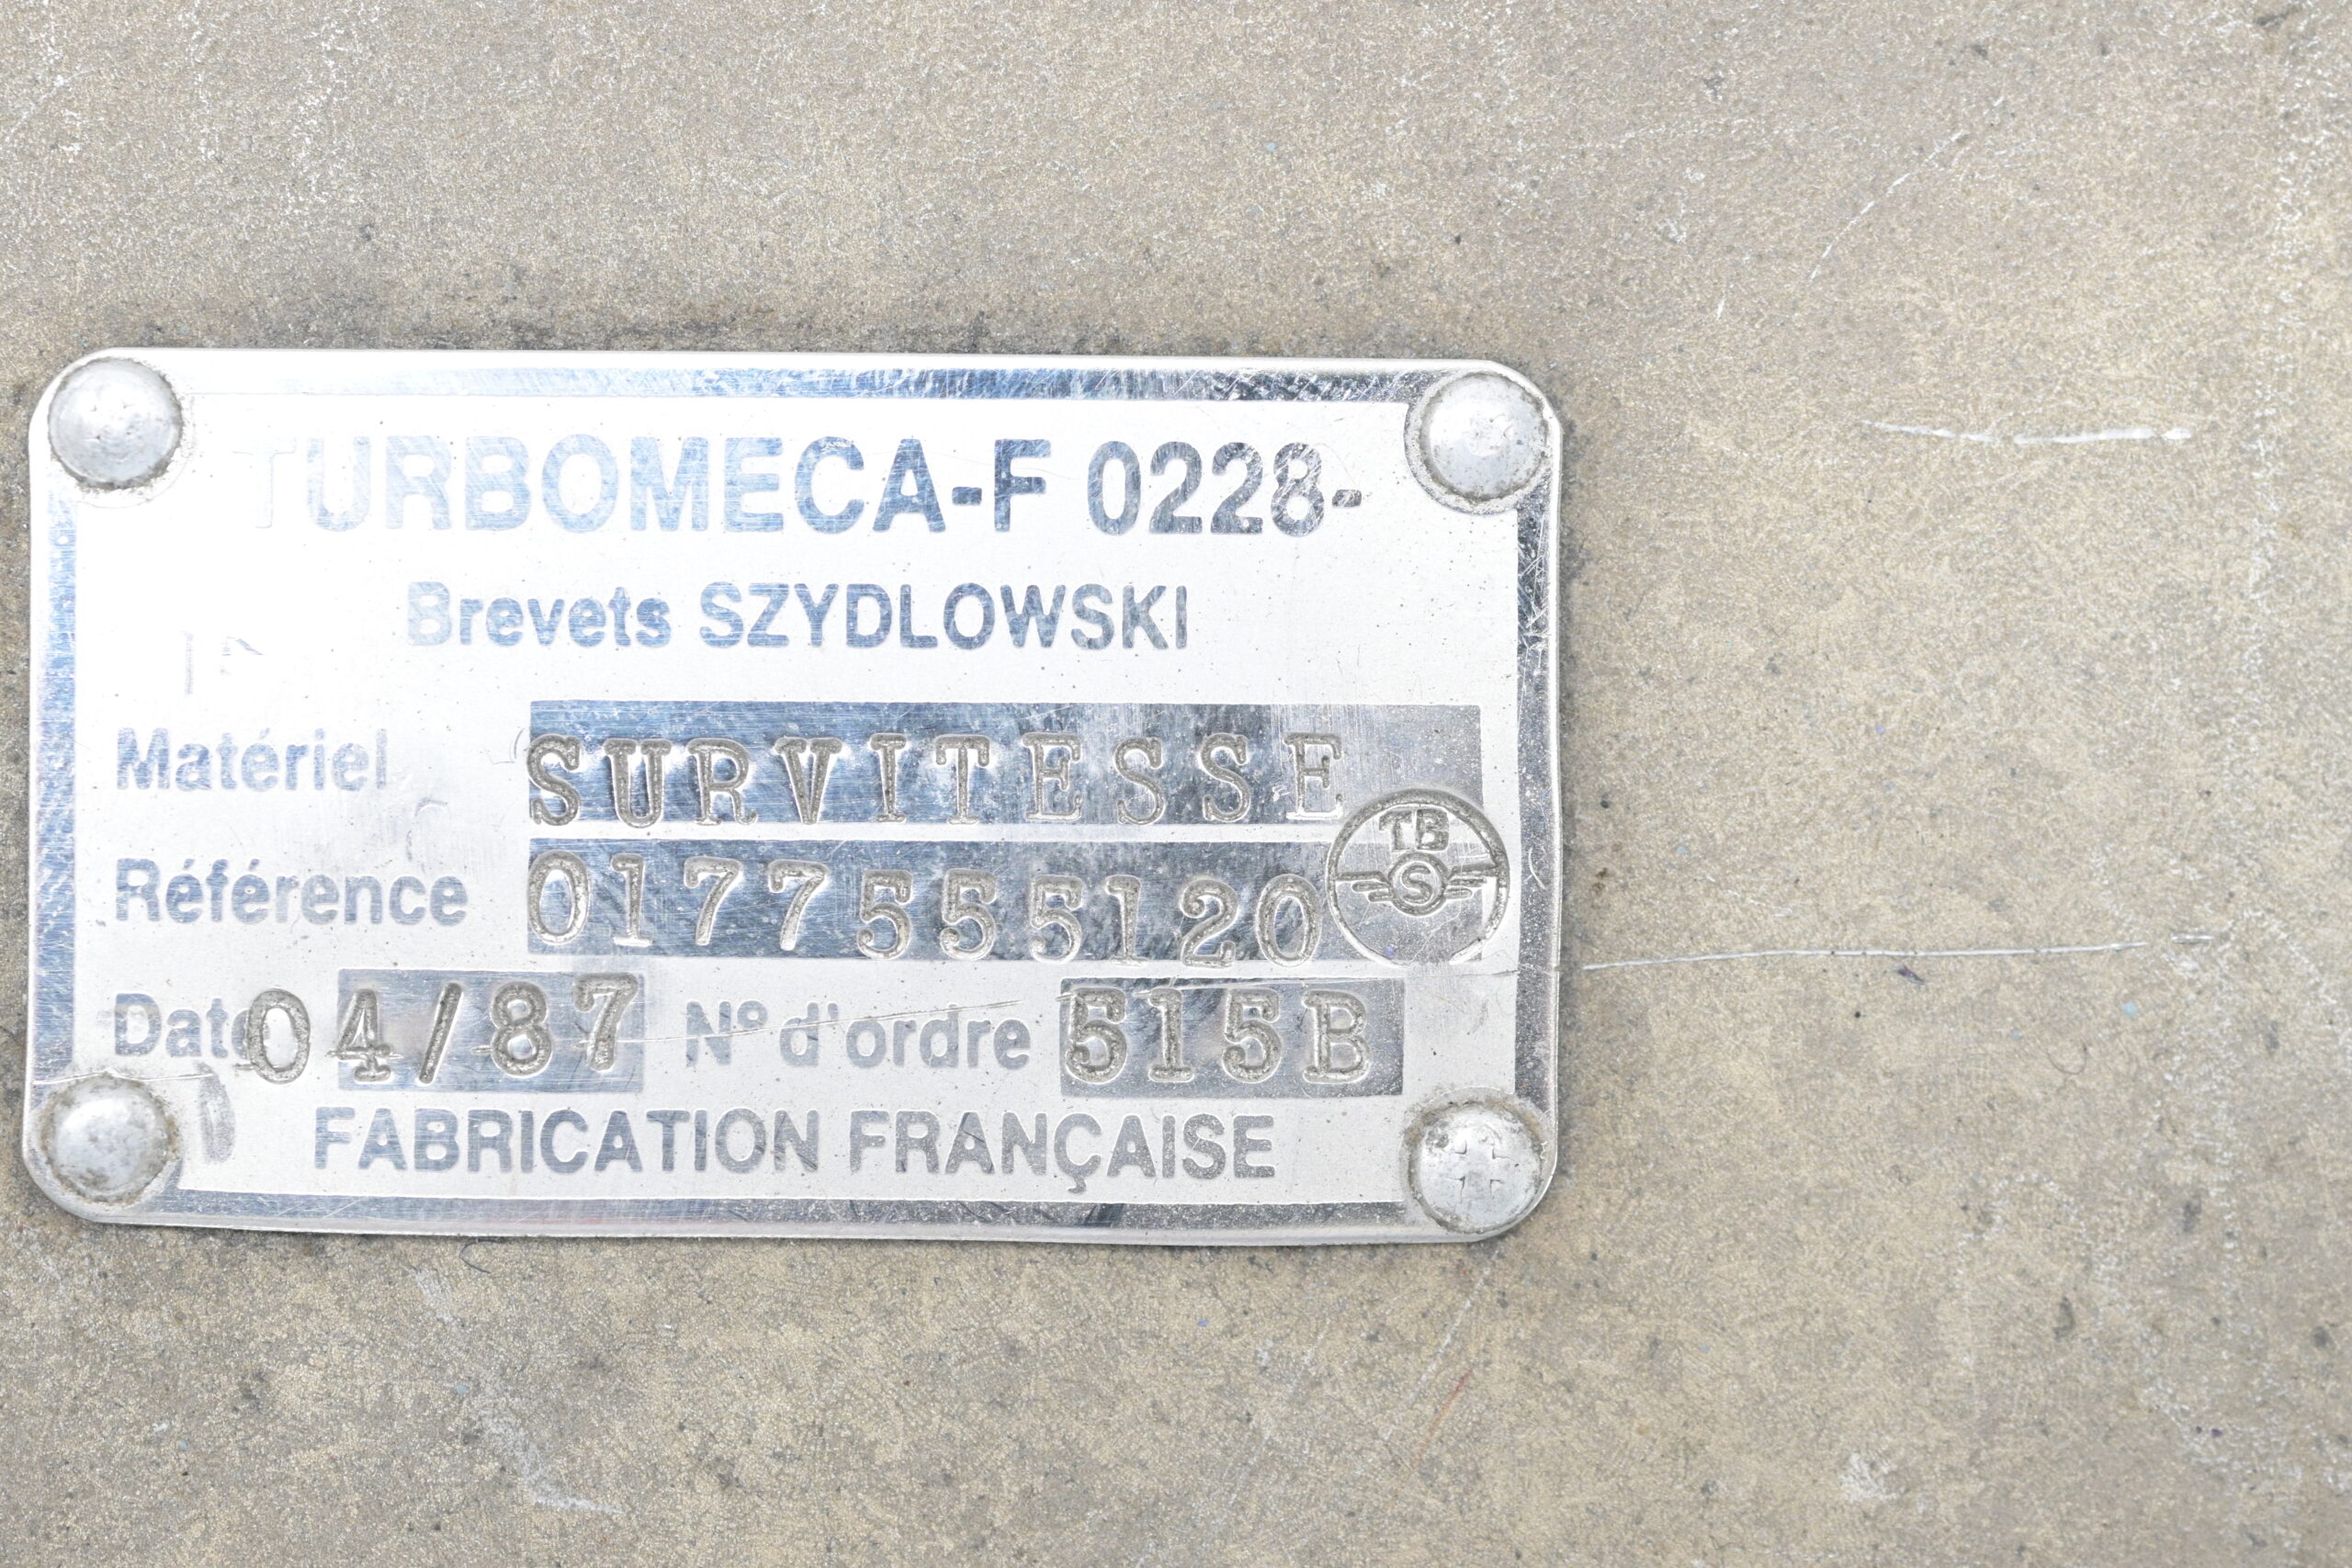 TURBOMECA-F 0228-
Brevets SZYDLOWSKI
Matériel SURVITESSE
Référence 0177555120
TB
S
Date 04/87 N° d'ordre 515B
FABRICATION FRANÇAISE